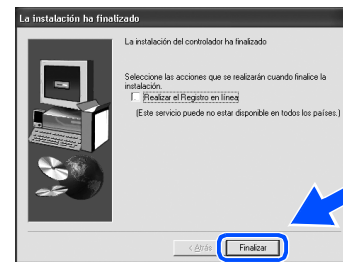 La instalación ha finalizado
La instalación del controlador ha finalizado
Seleccione las acciones que se realizarán cuando finalice la
instalación.
Realizar el Registro en línea
(Este servicio puede no estar disponible en todos los países.)
< Atrás
Finalizar